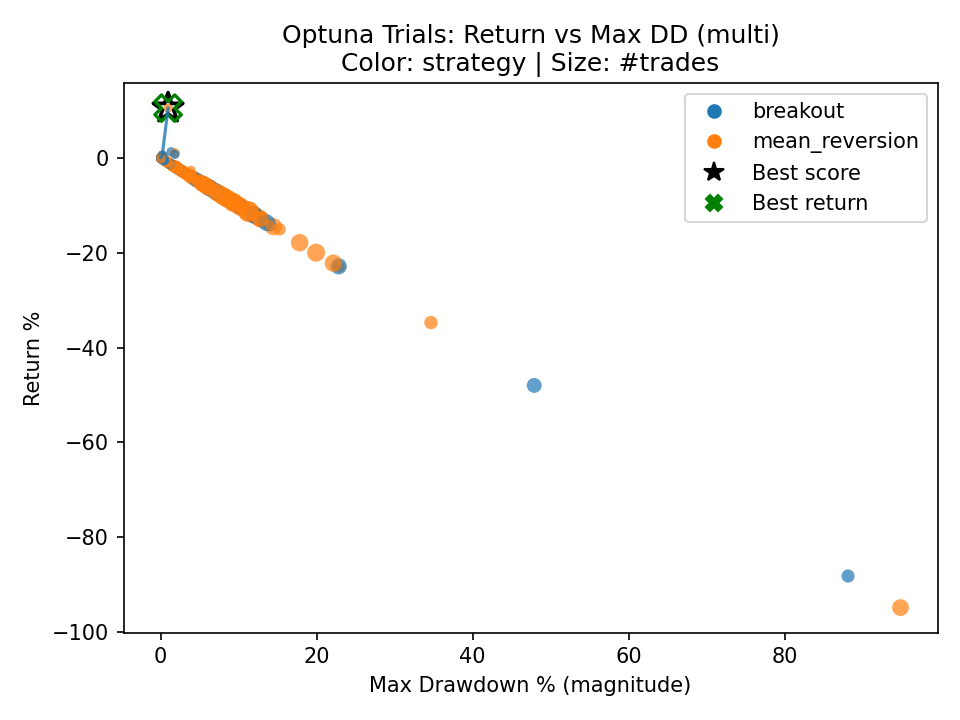 Optuna Trials: Return vs Max DD (multi)
Color: strategy | Size: #trades
breakout
mean_reversion
Best score
Best return
Return %
0
−20
−40
−60
−80
−100
0
20
40
60
80
Max Drawdown % (magnitude)